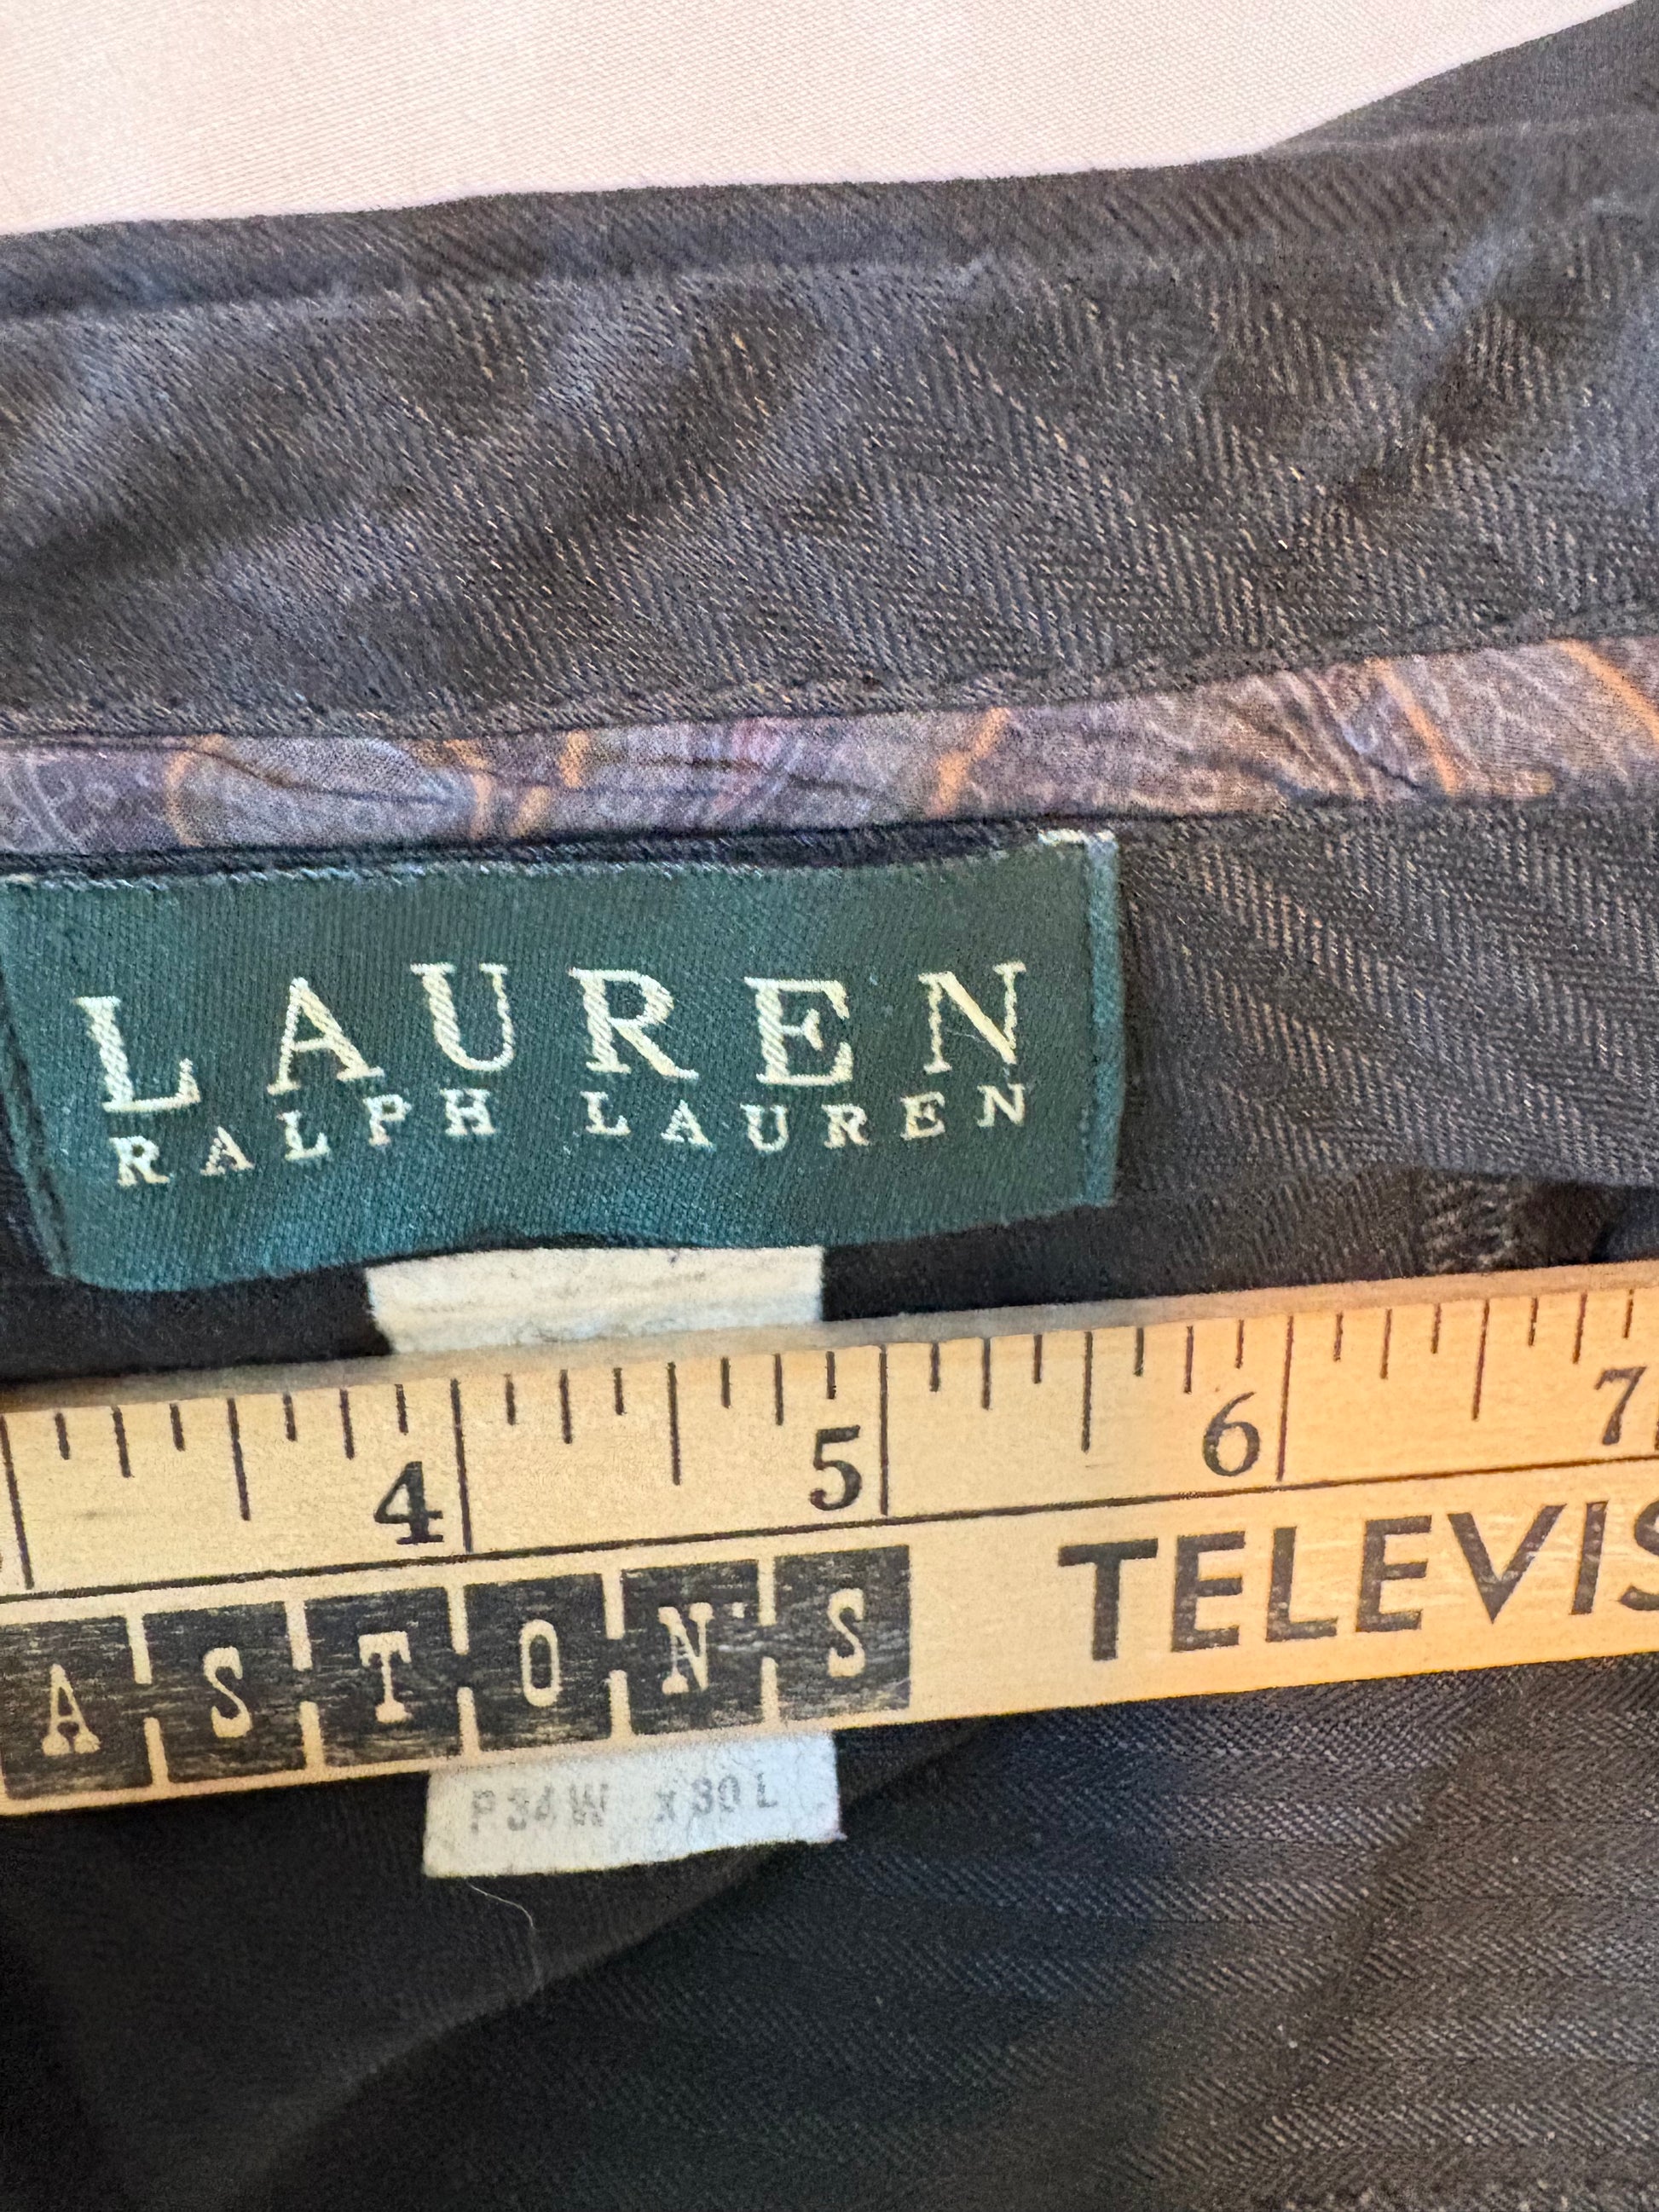 LAUREN
RALPH LAUREN
4 5 6 7
ASTON'S TELEVIS
P34W x30L